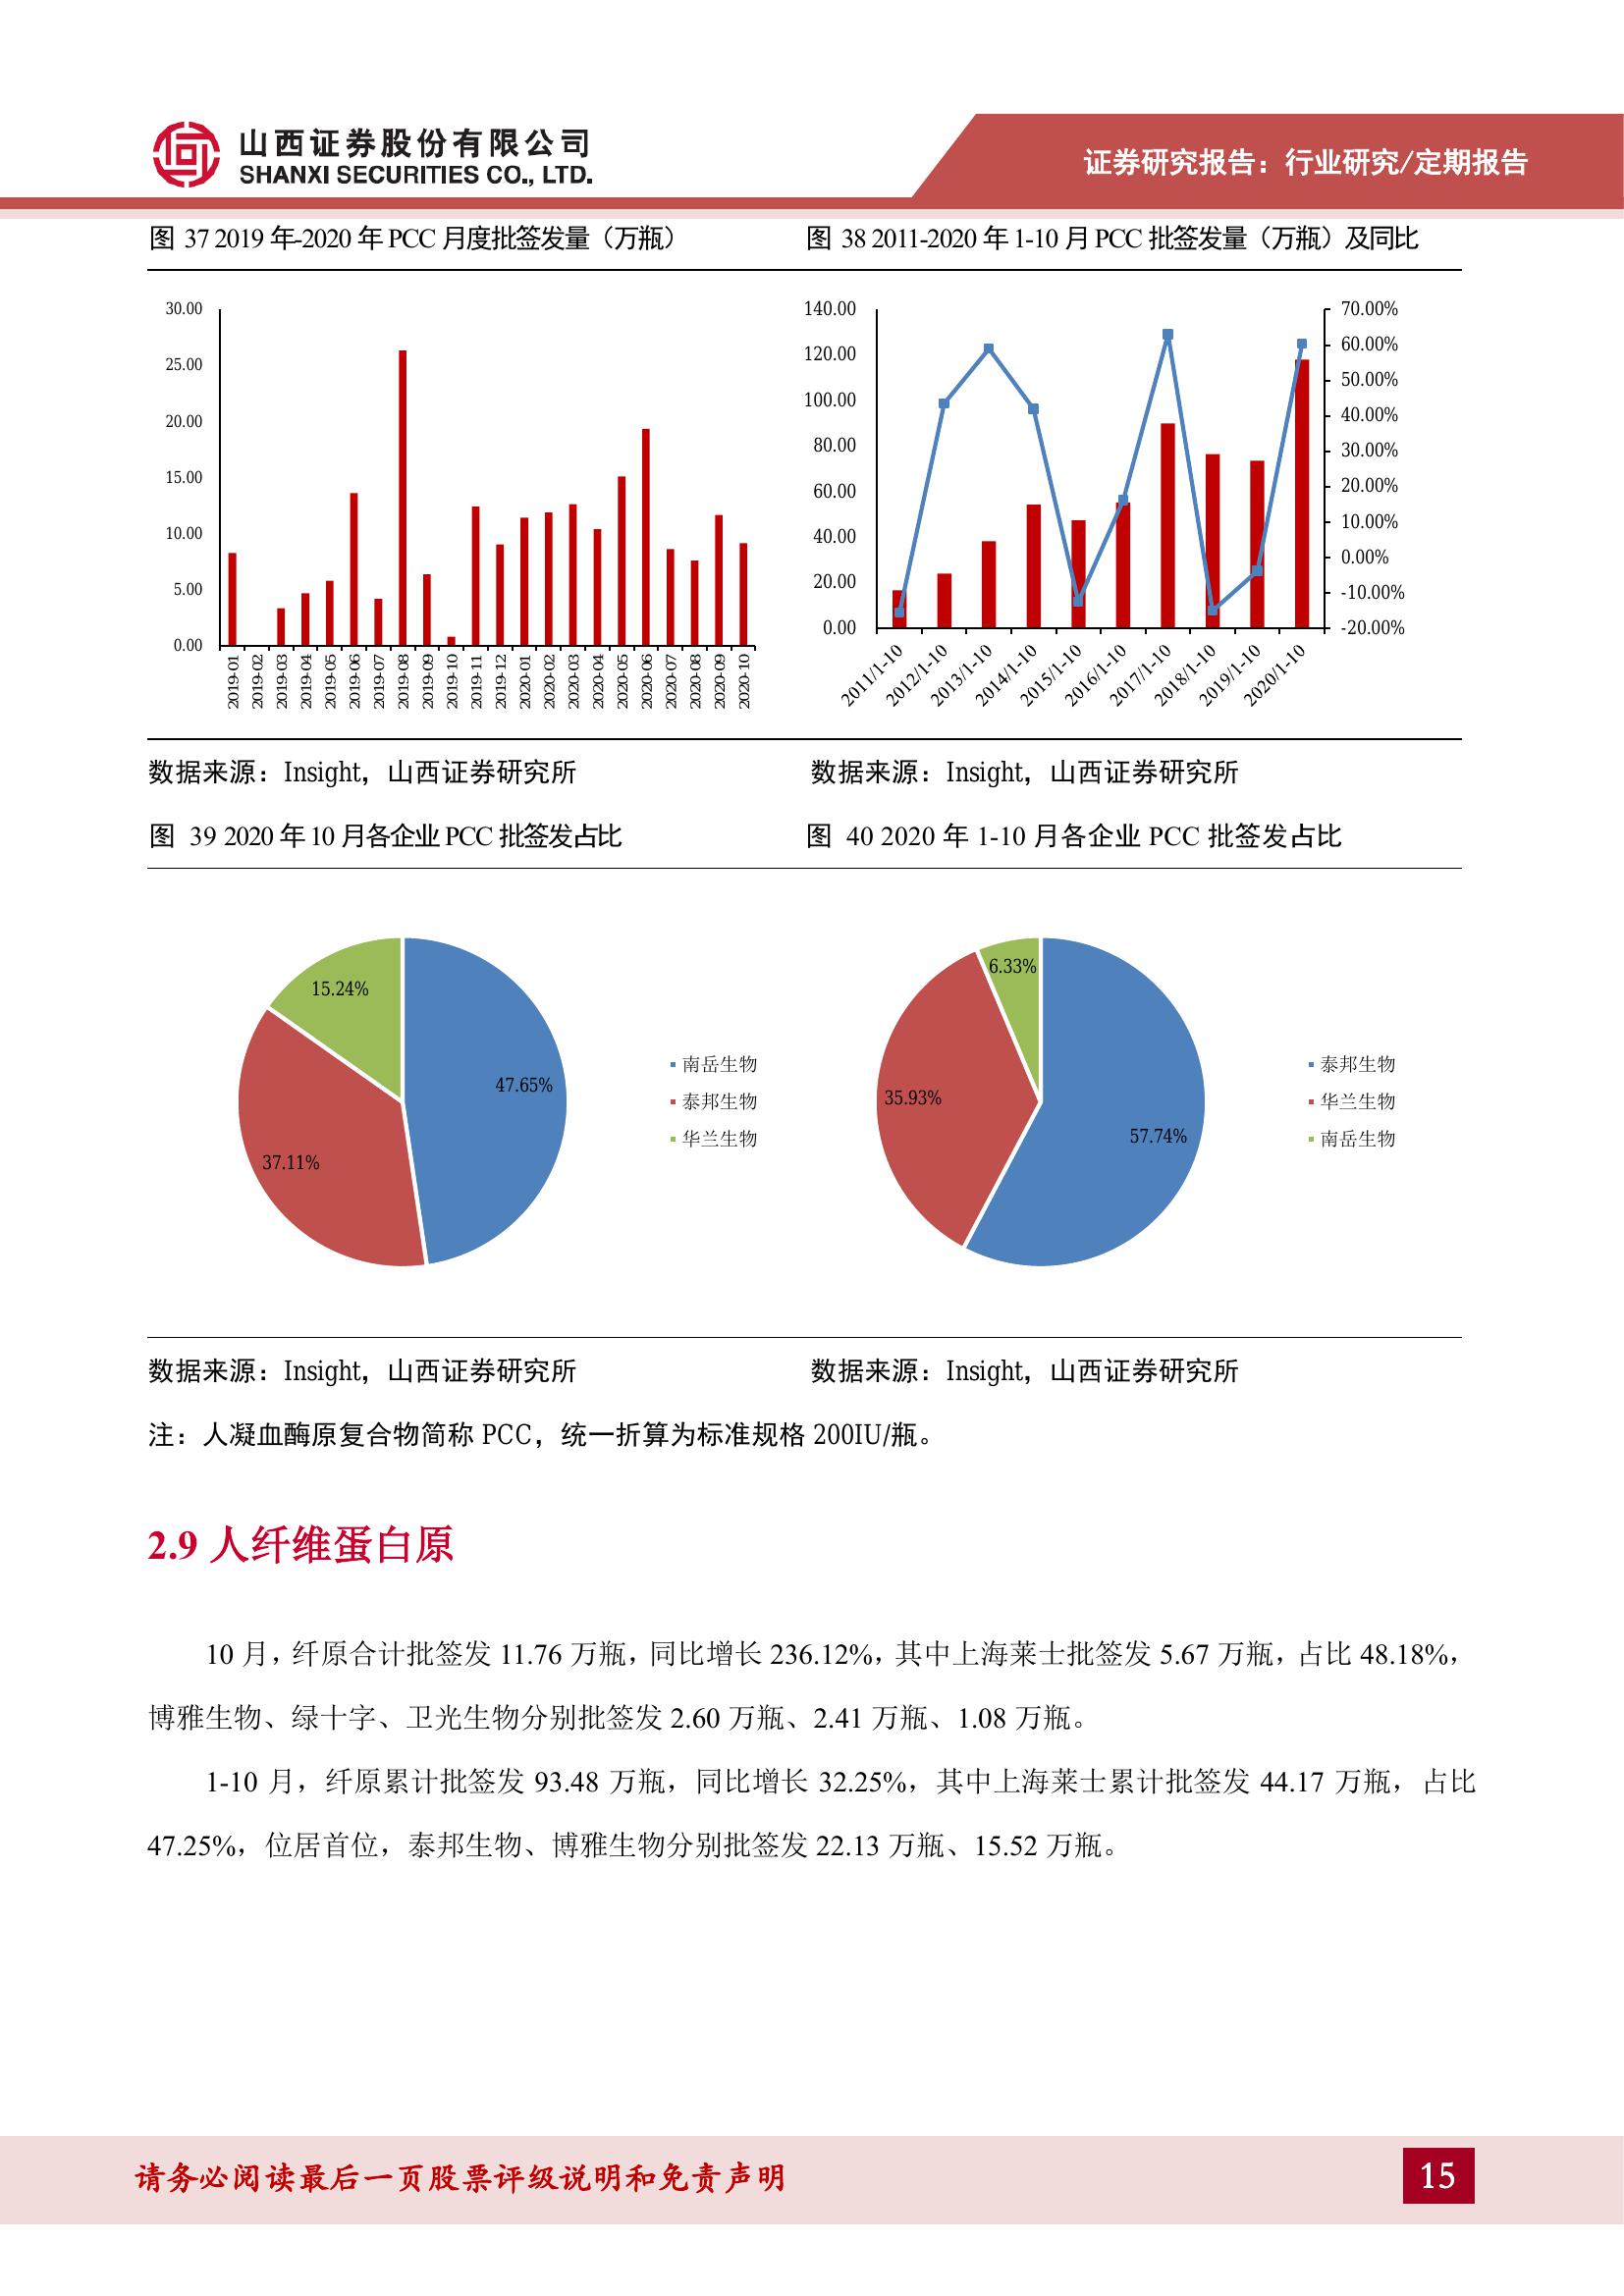 山西证券股份有限公司
SHANXI SECURITIES CO., LTD.
证券研究报告：行业研究/定期报告
图 37 2019 年-2020 年 PCC 月度批签发量（万瓶）
30.00
25.00
20.00
15.00
10.00
5.00
0.00
2019-01
2019-02
2019-03
2019-04
2019-05
2019-06
2019-07
2019-08
2019-09
2019-10
2019-11
2019-12
2020-01
2020-02
2020-03
2020-04
2020-05
2020-06
2020-07
2020-08
2020-09
2020-10
图 38 2011-2020 年 1-10 月 PCC 批签发量（万瓶）及同比
140.00
120.00
100.00
80.00
60.00
40.00
20.00
0.00
70.00%
60.00%
50.00%
40.00%
30.00%
20.00%
10.00%
0.00%
-10.00%
-20.00%
2011/1-10
2012/1-10
2013/1-10
2014/1-10
2015/1-10
2016/1-10
2017/1-10
2018/1-10
2019/1-10
2020/1-10
数据来源：Insight，山西证券研究所
数据来源：Insight，山西证券研究所
图 39 2020 年 10 月各企业 PCC 批签发占比
15.24%
47.65%
37.11%
南岳生物
泰邦生物
华兰生物
图 40 2020 年 1-10 月各企业 PCC 批签发占比
6.33%
35.93%
57.74%
泰邦生物
华兰生物
南岳生物
数据来源：Insight，山西证券研究所
数据来源：Insight，山西证券研究所
注：人凝血酶原复合物简称 PCC，统一折算为标准规格 200IU/瓶。
2.9 人纤维蛋白原
10 月，纤原合计批签发 11.76 万瓶，同比增长 236.12%，其中上海莱士批签发 5.67 万瓶，占比 48.18%，
博雅生物、绿十字、卫光生物分别批签发 2.60 万瓶、2.41 万瓶、1.08 万瓶。
1-10 月，纤原累计批签发 93.48 万瓶，同比增长 32.25%，其中上海莱士累计批签发 44.17 万瓶，占比
47.25%，位居首位，泰邦生物、博雅生物分别批签发 22.13 万瓶、15.52 万瓶。
请务必阅读最后一页股票评级说明和免责声明
15